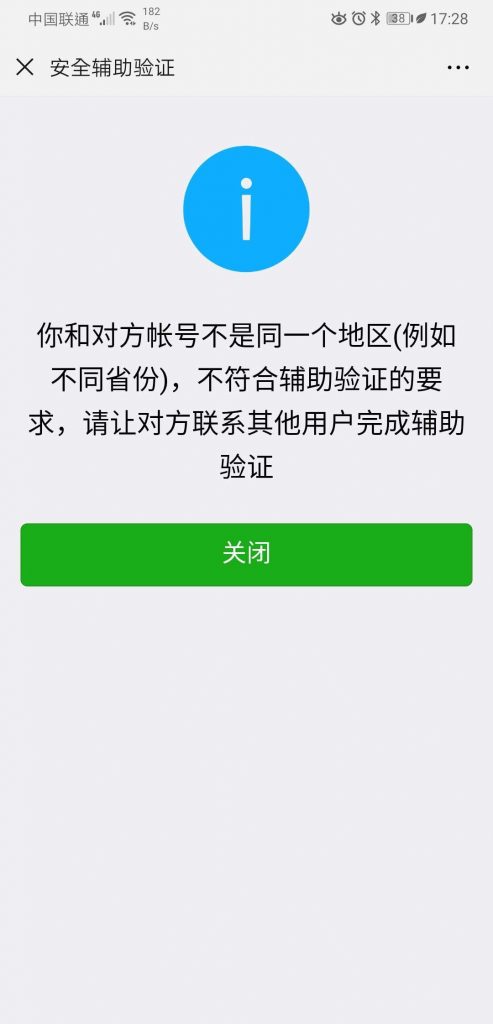 中国联通 4G 182 B/s 38 17:28
安全辅助验证
你和对方帐号不是同一个地区(例如
不同省份)，不符合辅助验证的要
求，请让对方联系其他用户完成辅助
验证
关闭